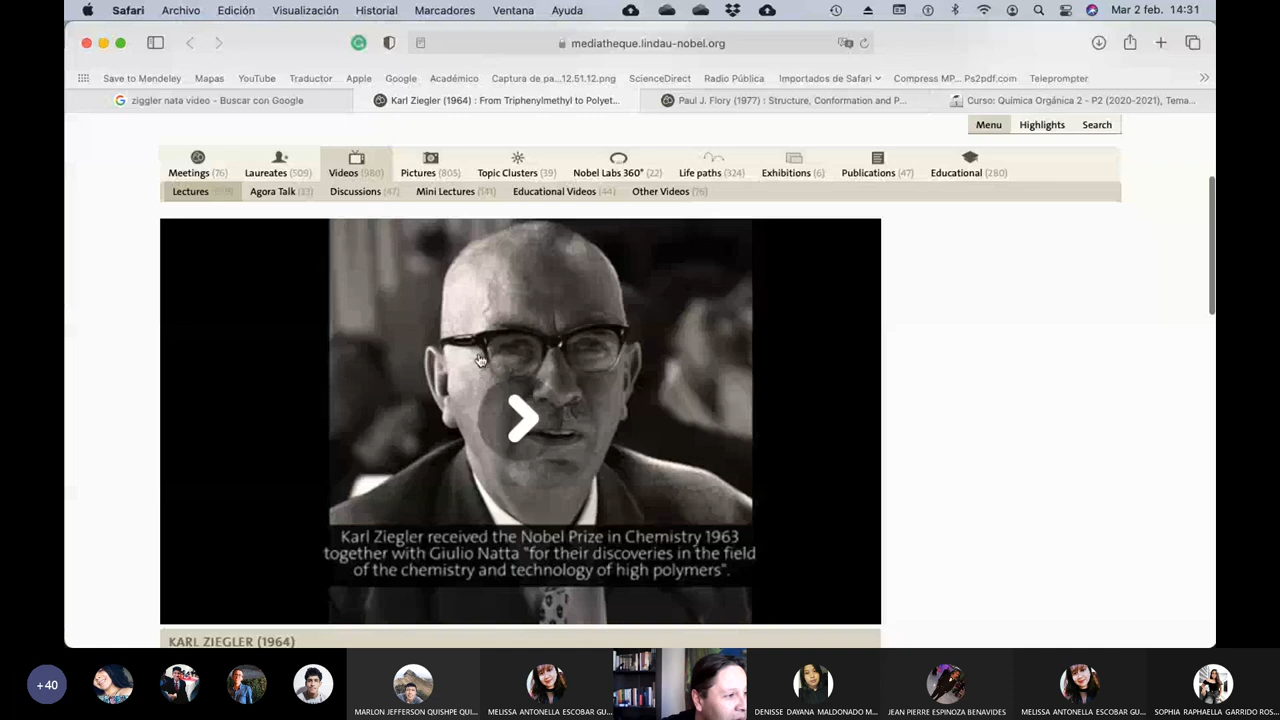 Safari Archivo Edición Visualización Historial Marcadores Ventana Ayuda Mar 2 feb. 14:31
mediatheque.lindau-nobel.org
Save to Mendeley Mapas YouTube Traductor Apple Google Académico Captura de pa...12.51.12.png ScienceDirect Radio Pública Importados de Safari Compress MP... Ps2pdf.com Teleprompter
ziggler nata video - Buscar con Google Karl Ziegler (1964) : From Triphenylmethyl to Polyet... Paul J. Flory (1977) : Structure, Conformation and P... Curso: Química Orgánica 2 - P2 (2020-2021), Tema...
Menu Highlights Search
Meetings (76) Laureates (509) Videos (980) Pictures (805) Topic Clusters (39) Nobel Labs 360° (22) Life paths (324) Exhibitions (6) Publications (47) Educational (280)
Lectures Agora Talk (33) Discussions (47) Mini Lectures (141) Educational Videos (44) Other Videos (76)
Karl Ziegler received the Nobel Prize in Chemistry 1963
together with Giulio Natta "for their discoveries in the field
of the chemistry and technology of high polymers".
KARL ZIEGLER (1964)
+40
MARLON JEFFERSON QUISHPE QUI... MELISSA ANTONELLA ESCOBAR GU... DENISSE DAYANA MALDONADO M... JEAN PIERRE ESPINOZA BENAVIDES MELISSA ANTONELLA ESCOBAR GU... SOPHIA RAPHAELLA GARRIDO ROS...